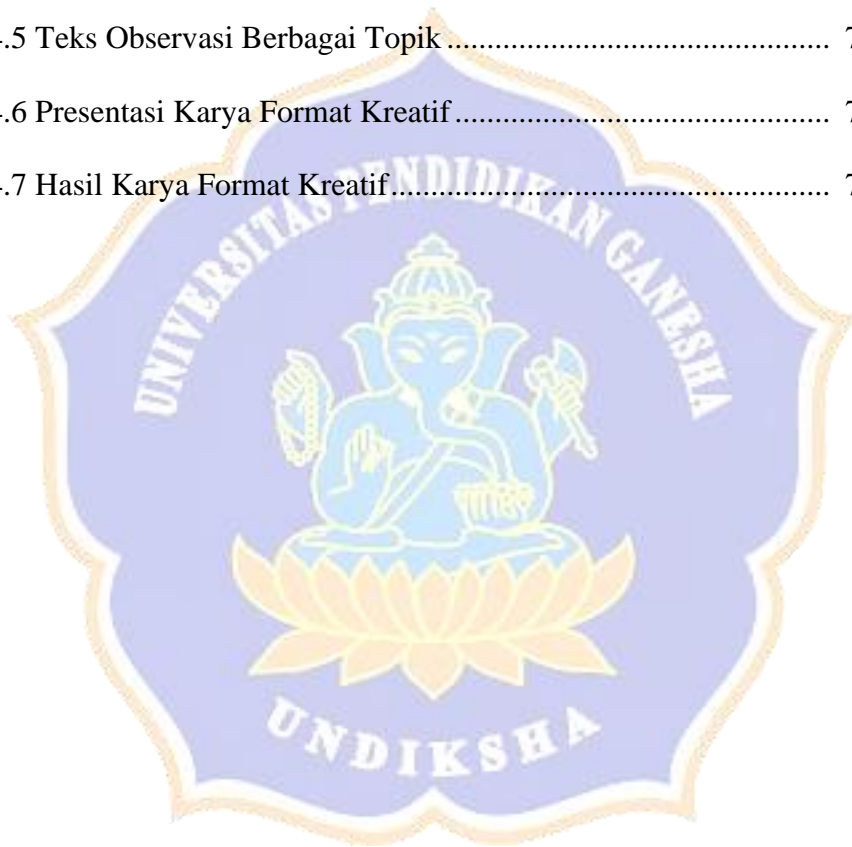 .5 Teks Observasi Berbagai Topik ................................................ 7
.6 Presentasi Karya Format Kreatif ............................................... 7
.7 Hasil Karya Format Kreatif ....................................................... 7
UNIVERSITAS PENDIDIKAN GANESHA
UNDIKSHA